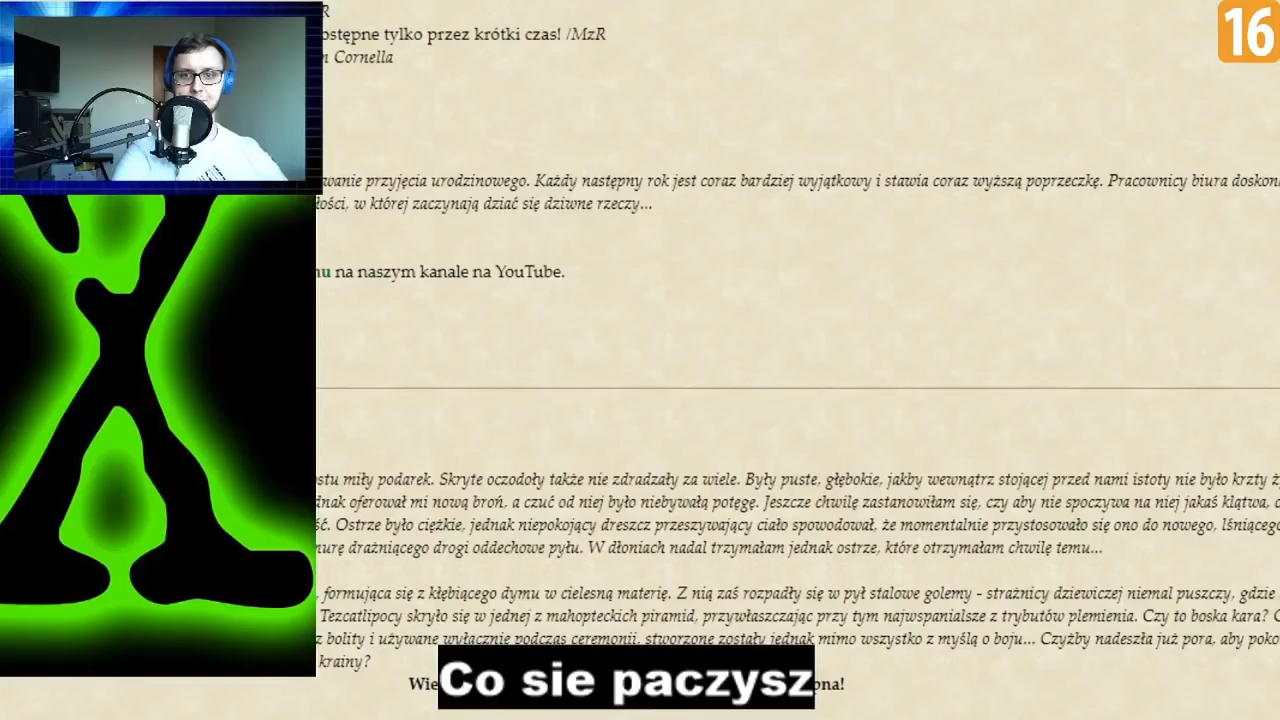 ostępne tylko przez krótki czas! /MzR
16
n Cornella
wanie przyjęcia urodzinowego. Każdy następny rok jest coraz bardziej wyjątkowy i stawia coraz wyższą poprzeczkę. Pracownicy biura doskon
łości, w której zaczynają dziać się dziwne rzeczy...
nu na naszym kanale na YouTube.
ostu miły podarek. Skryte oczodoły także nie zdradzały za wiele. Były puste, głębokie, jakby wewnątrz stojącej przed nami istoty nie było krzty ż
dnak oferował mi nową broń, a czuć od niej było niebywałą potęgę. Jeszcze chwilę zastanowiłam się, czy aby nie spoczywa na niej jakaś klątwa,
ść. Ostrze było ciężkie, jednak niepokojący dreszcz przeszywający ciało spowodował, że momentalnie przystosowało się ono do nowego, lśniącego
murę drażniącego drogi oddechowe pyłu. W dłoniach nadal trzymałam jednak ostrze, które otrzymałam chwilę temu...
, formująca się z kłębiącego dymu w cielesną materię. Z nią zaś rozpadły się w pył stalowe golemy - strażnicy dziewiczej niemal puszczy, gdzie
Tezcatlipocy skryło się w jednej z mahopteckich piramid, przywłaszczając przy tym najwspanialsze z trybutów plemienia. Czy to boska kara?
z bolity i używane wyłącznie podczas ceremonii, stworzone zostały jednak mimo wszystko z myślą o boju... Czyżby nadeszła już pora, aby poko
krainy?
Wie
Co sie paczysz
ona!